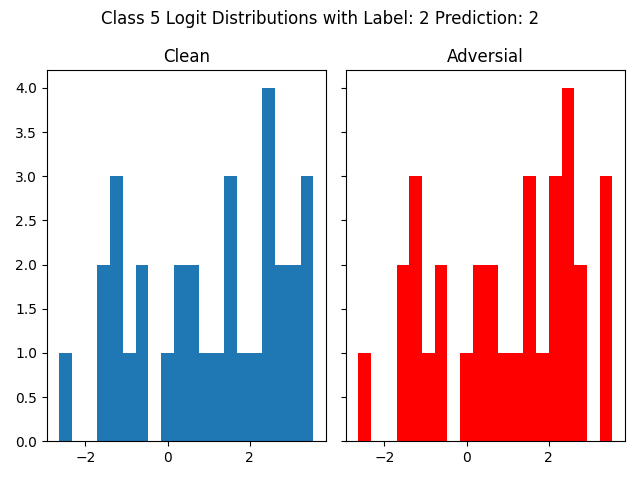 Class 5 Logit Distributions with Label: 2 Prediction: 2
Clean
Adversial
4.0
3.5
3.0
2.5
2.0
1.5
1.0
0.5
0.0
−2 0 2
−2 0 2